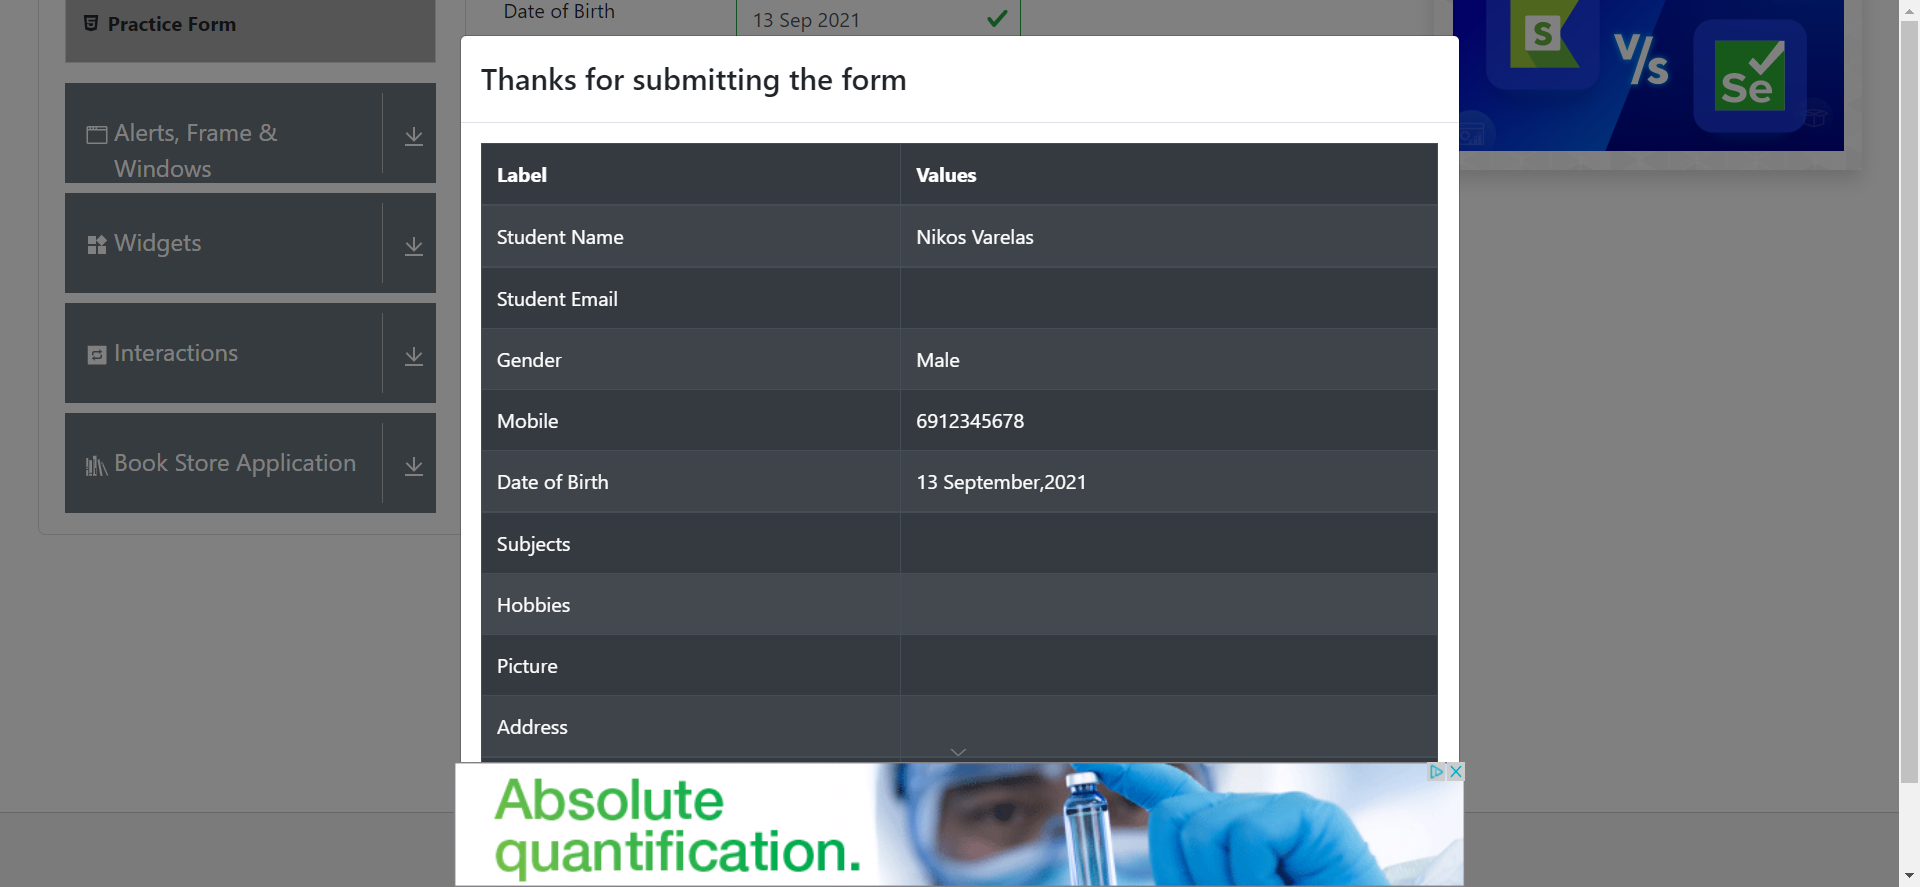 Practice Form
Alerts, Frame &
Windows
Widgets
Interactions
Book Store Application
Date of Birth
13 Sep 2021
Thanks for submitting the form
Label Values
Student Name Nikos Varelas
Student Email
Gender Male
Mobile 6912345678
Date of Birth 13 September,2021
Subjects
Hobbies
Picture
Address
S
V/s
Se
Absolute
quantification.